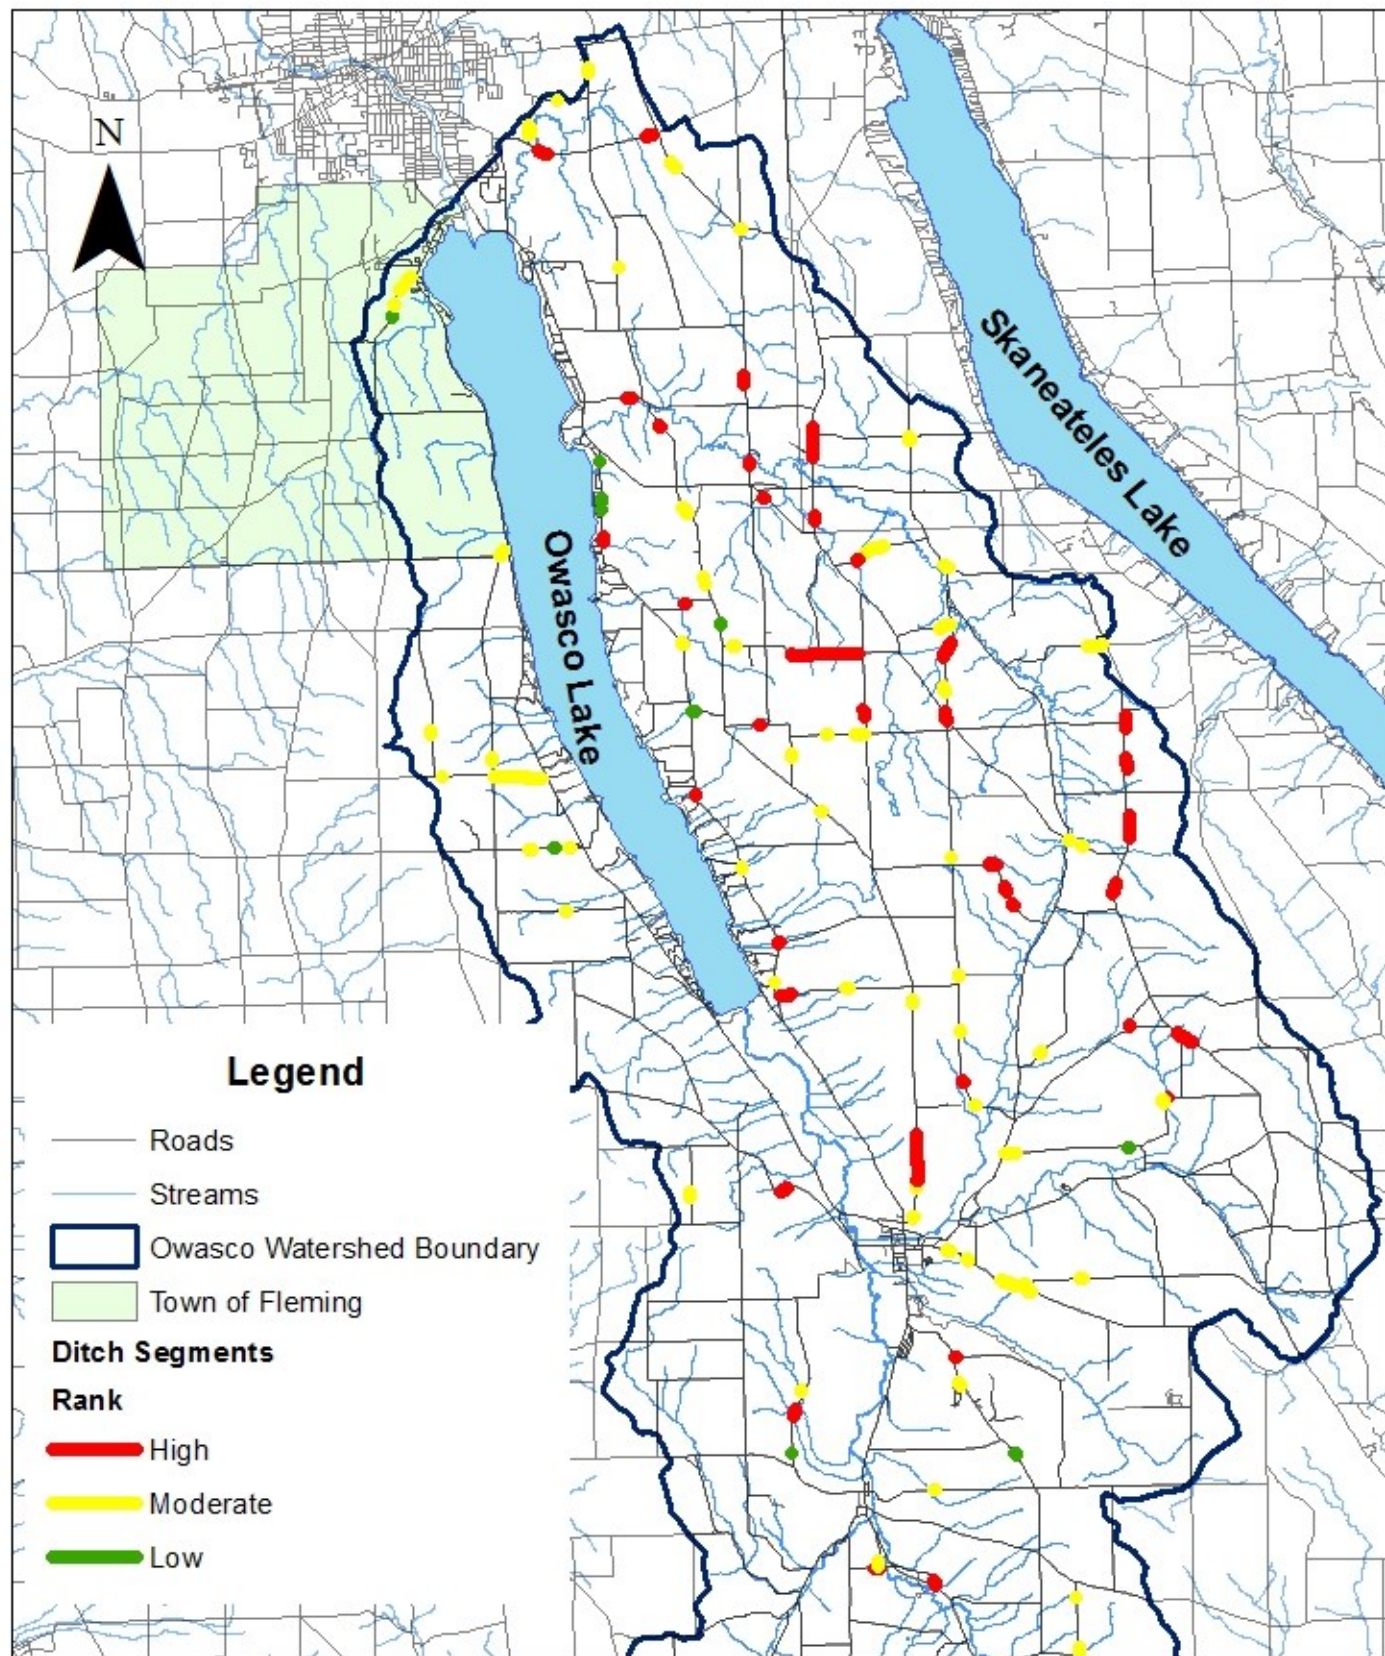 N
Skaneateles Lake
Owasco Lake
Legend
Roads
Streams
Owasco Watershed Boundary
Town of Fleming
Ditch Segments
Rank
High
Moderate
Low